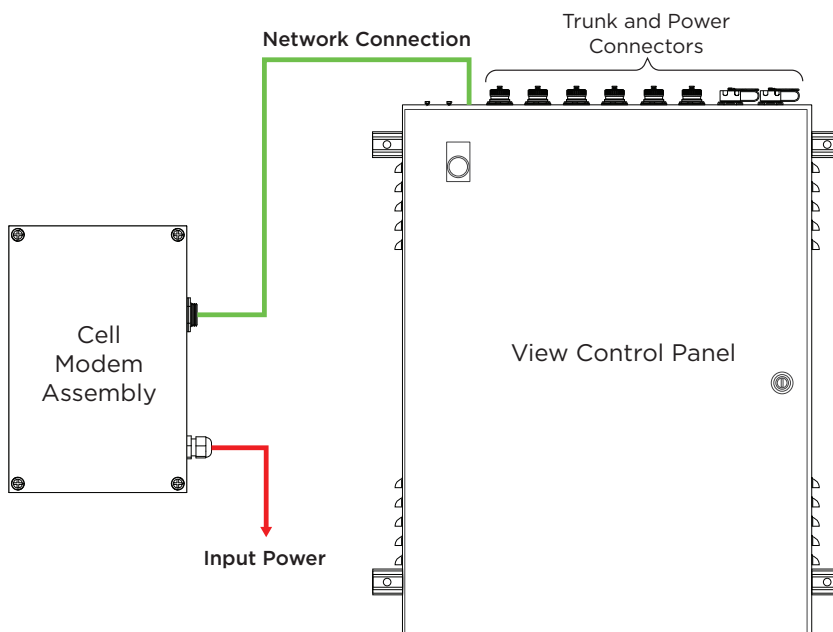 Trunk and Power
Connectors
Network Connection
Cell
Modem
Assembly
View Control Panel
Input Power